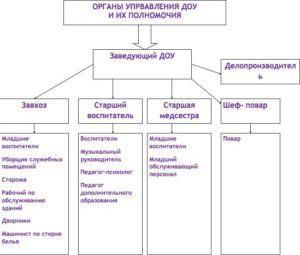 ОРГАНЫ УПРВАВЛЕНИЯ ДОУ
И ИХ ПОЛНОМОЧИЯ
Заведующий ДОУ
Делопроизводител
ь
Завхоз
Старший
воспитатель
Старшая
медсестра
Шеф- повар
Младшие
воспитатели
Уборщик служебных
помещений
Сторожа
Рабочий по
обслуживанию
зданий
Дворники
Машинист по стирке
белья
Воспитатели
Музыкальный
руководитель
Педагог-психолог
Педагог
дополнительного
образования
Младшие
воспитатели
Младший
обслуживающий
персонал
Повар